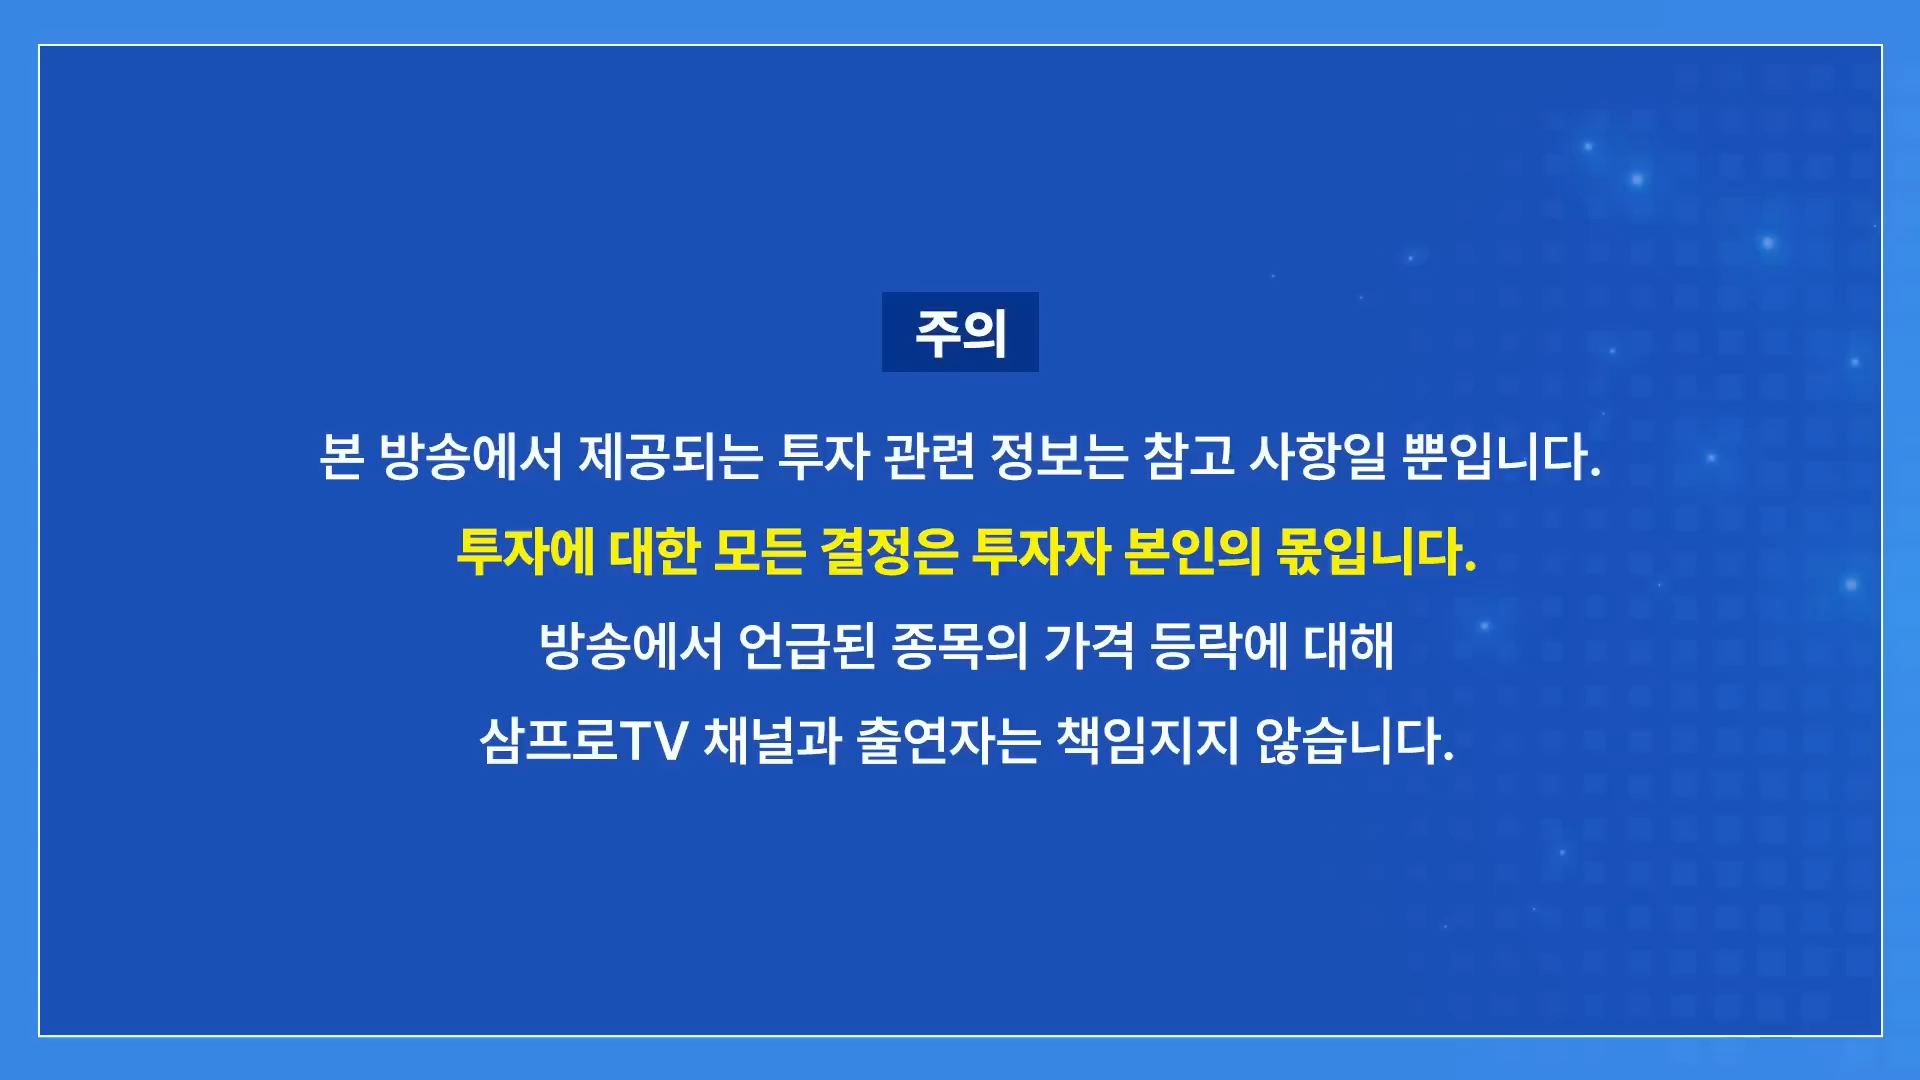 주의
본 방송에서 제공되는 투자 관련 정보는 참고 사항일 뿐입니다.
투자에 대한 모든 결정은 투자자 본인의 몫입니다.
방송에서 언급된 종목의 가격 등락에 대해
삼프로TV 채널과 출연자는 책임지지 않습니다.